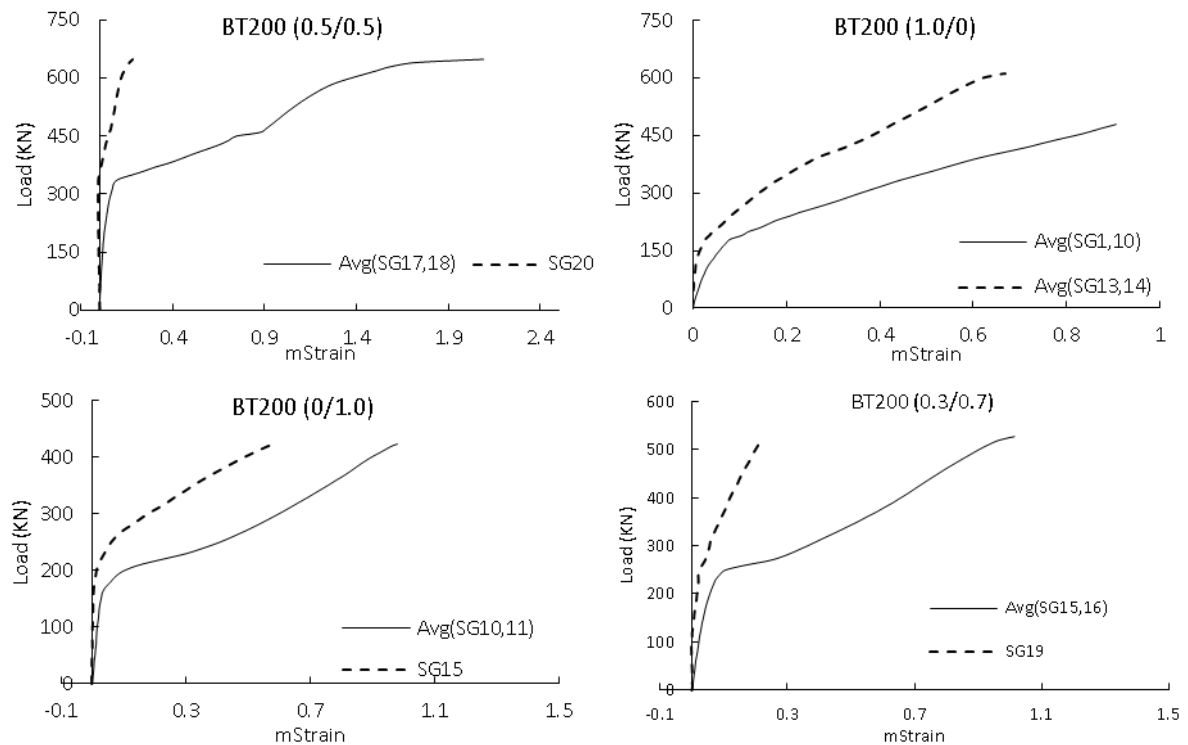 BT200 (0.5/0.5)
750
600
450
300
150
0
Load (KN)
Avg(SG17,18)
SG20
-0.1
0.4
0.9
1.4
1.9
2.4
mStrain
BT200 (1.0/0)
750
600
450
300
150
0
Load (KN)
Avg(SG1,10)
Avg(SG13,14)
0
0.2
0.4
0.6
0.8
1
mStrain
BT200 (0/1.0)
500
400
300
200
100
0
Load (KN)
Avg(SG10,11)
SG15
-0.1
0.3
0.7
1.1
1.5
mStrain
BT200 (0.3/0.7)
600
500
400
300
200
100
0
Load (KN)
Avg(SG15,16)
SG19
-0.1
0.3
0.7
1.1
1.5
mStrain